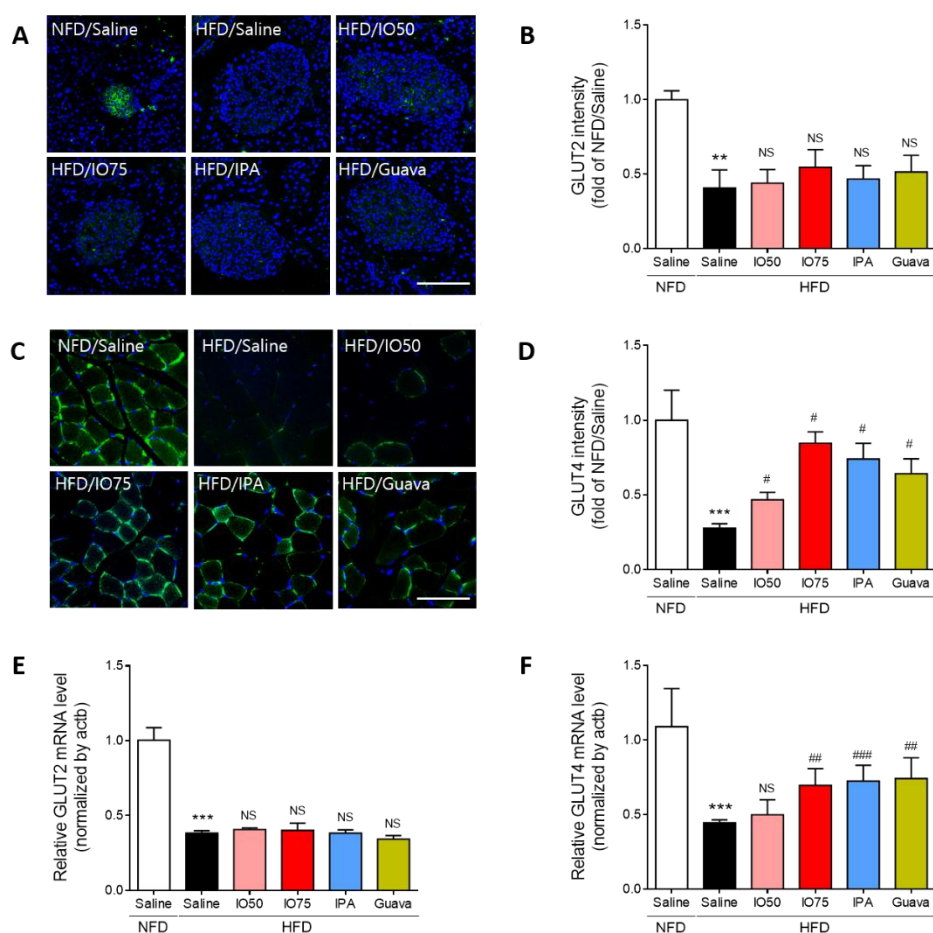 A
NFD/Saline
HFD/Saline
HFD/IO50
HFD/IO75
HFD/IPA
HFD/Guava
B
GLUT2 intensity
(fold of NFD/Saline)
1.5
1.0
0.5
0.0
**
NS
NS
NS
NS
Saline
Saline
IO50
IO75
IPA
Guava
NFD
HFD
C
NFD/Saline
HFD/Saline
HFD/IO50
HFD/IO75
HFD/IPA
HFD/Guava
D
GLUT4 intensity
(fold of NFD/Saline)
1.5
1.0
0.5
0.0
***
#
#
#
#
Saline
Saline
IO50
IO75
IPA
Guava
NFD
HFD
E
Relative GLUT2 mRNA level
(normalized by actb)
1.5
1.0
0.5
0.0
***
NS
NS
NS
NS
Saline
Saline
IO50
IO75
IPA
Guava
NFD
HFD
F
Relative GLUT4 mRNA level
(normalized by actb)
1.5
1.0
0.5
0.0
***
NS
##
###
##
Saline
Saline
IO50
IO75
IPA
Guava
NFD
HFD